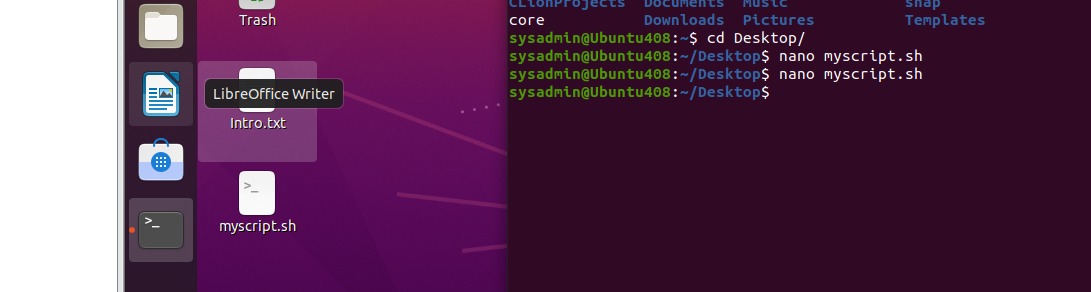 Trash
LibreOffice Writer
Intro.txt
>_
myscript.sh
>_
CLionProjects Documents Music snap
core Downloads Pictures Templates
sysadmin@Ubuntu408:~$ cd Desktop/
sysadmin@Ubuntu408:~/Desktop$ nano myscript.sh
sysadmin@Ubuntu408:~/Desktop$ nano myscript.sh
sysadmin@Ubuntu408:~/Desktop$